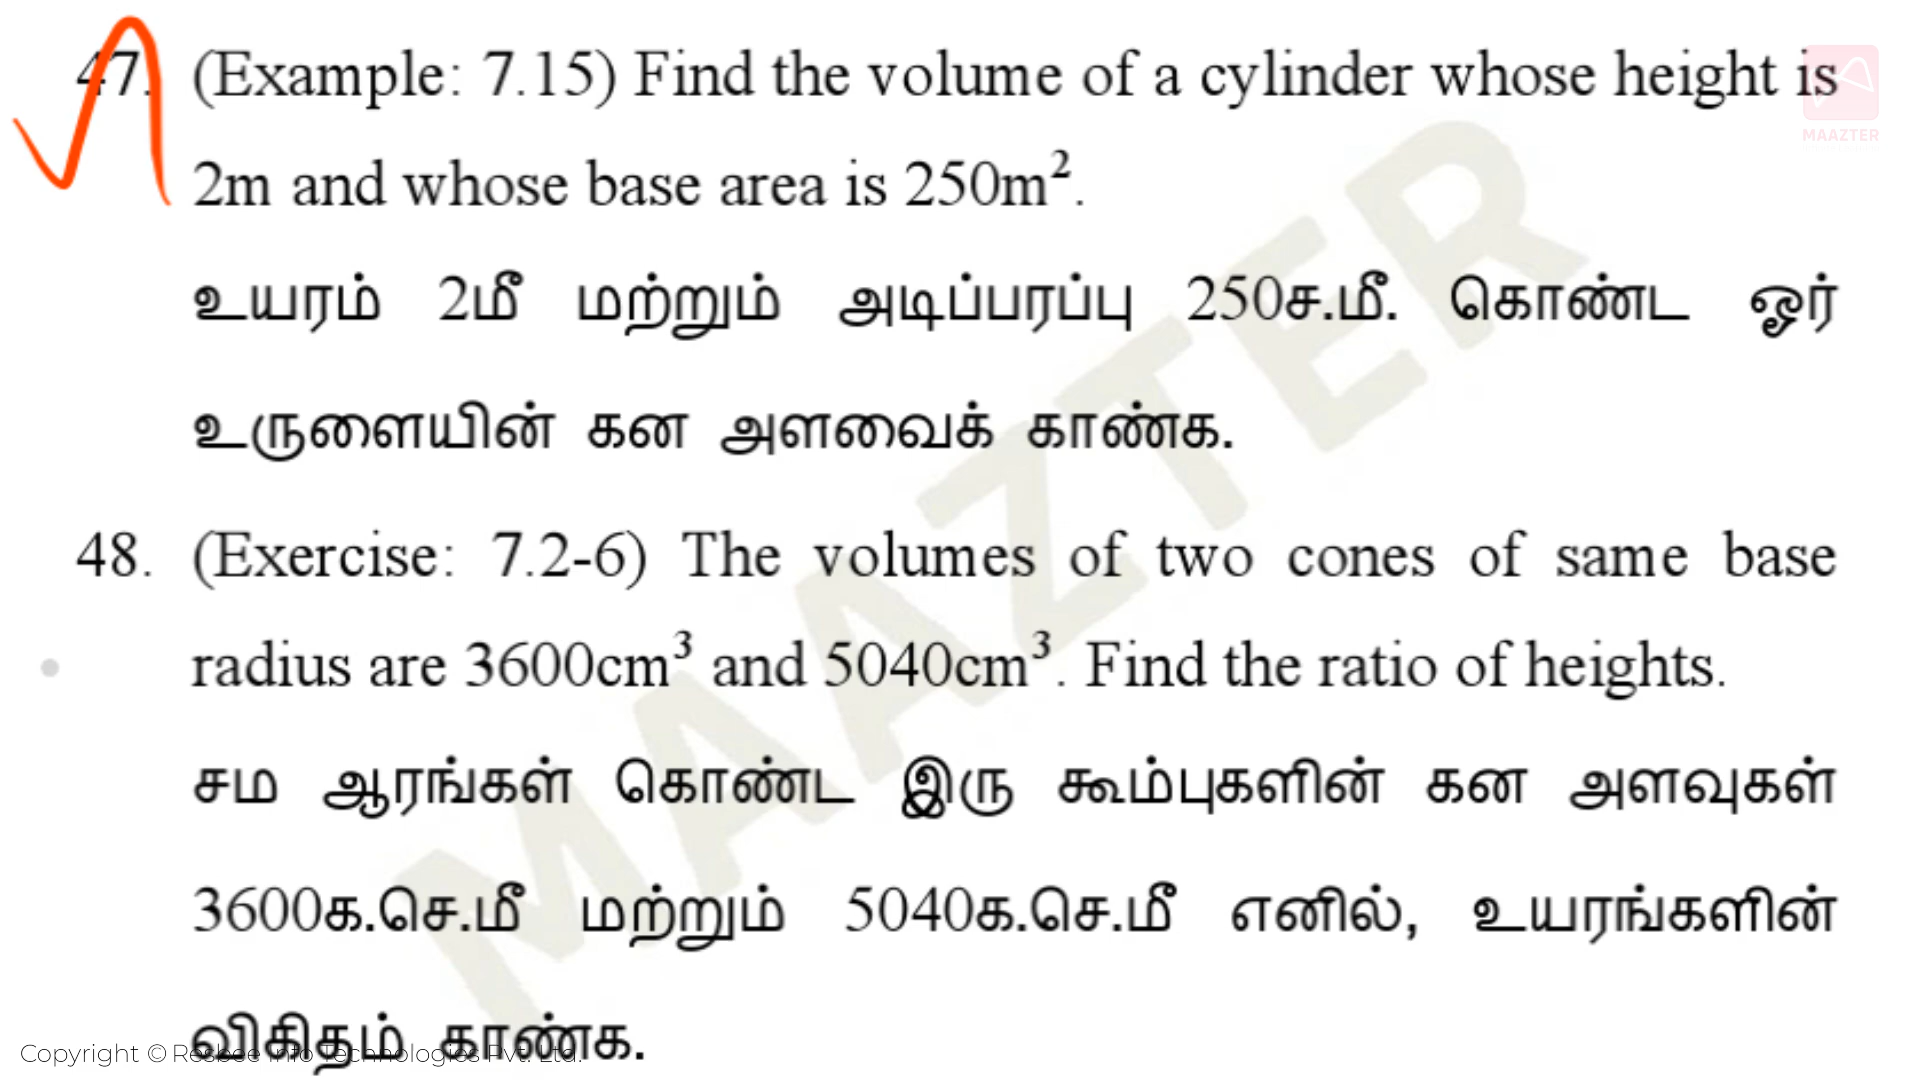 47. (Example: 7.15) Find the volume of a cylinder whose height is
MAAZTER
2m and whose base area is 250m².
உயரம் 2மீ மற்றும் அடிப்பரப்பு 250ச.மீ. கொண்ட ஓர்
உருளையின் கன அளவைக் காண்க.
MAAZTER
48. (Exercise: 7.2-6) The volumes of two cones of same base
radius are 3600cm³ and 5040cm³. Find the ratio of heights.
சம ஆரங்கள் கொண்ட இரு கூம்புகளின் கன அளவுகள்
3600க.செ.மீ மற்றும் 5040க.செ.மீ எனில், உயரங்களின்
விகிதம் காண்க.
Copyright © Resbee Info Technologies Pvt. Ltd.